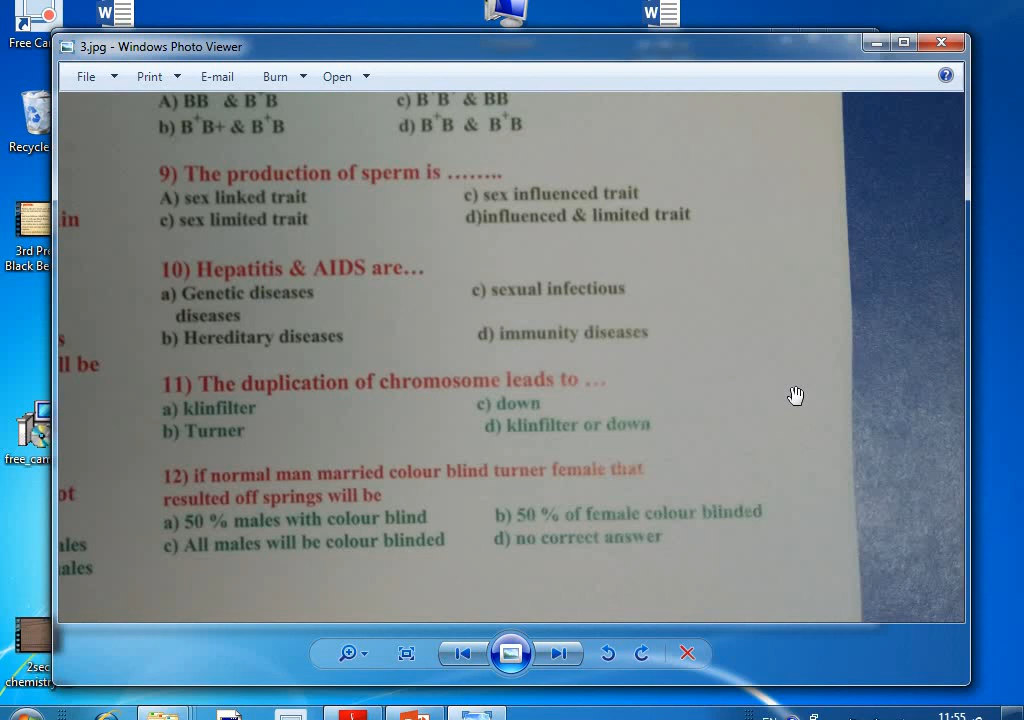 Free Ca
3.jpg - Windows Photo Viewer
File Print E-mail Burn Open
Recycle
3rd Pr
Black Be
free_can
2sec
chemistr
A) BB & B⁺B c) B⁺B⁺ & BB
b) B⁺B+ & B⁺B d) B⁺B & B⁺B
9) The production of sperm is ........
A) sex linked trait c) sex influenced trait
c) sex limited trait d)influenced & limited trait
10) Hepatitis & AIDS are...
a) Genetic diseases c) sexual infectious
diseases
b) Hereditary diseases d) immunity diseases
11) The duplication of chromosome leads to ...
a) klinfilter c) down
b) Turner d) klinfilter or down
12) if normal man married colour blind turner female that
resulted off springs will be
a) 50 % males with colour blind b) 50 % of female colour blinded
c) All males will be colour blinded d) no correct answer
in
s
ll be
ot
ales
ales
EN
11:55